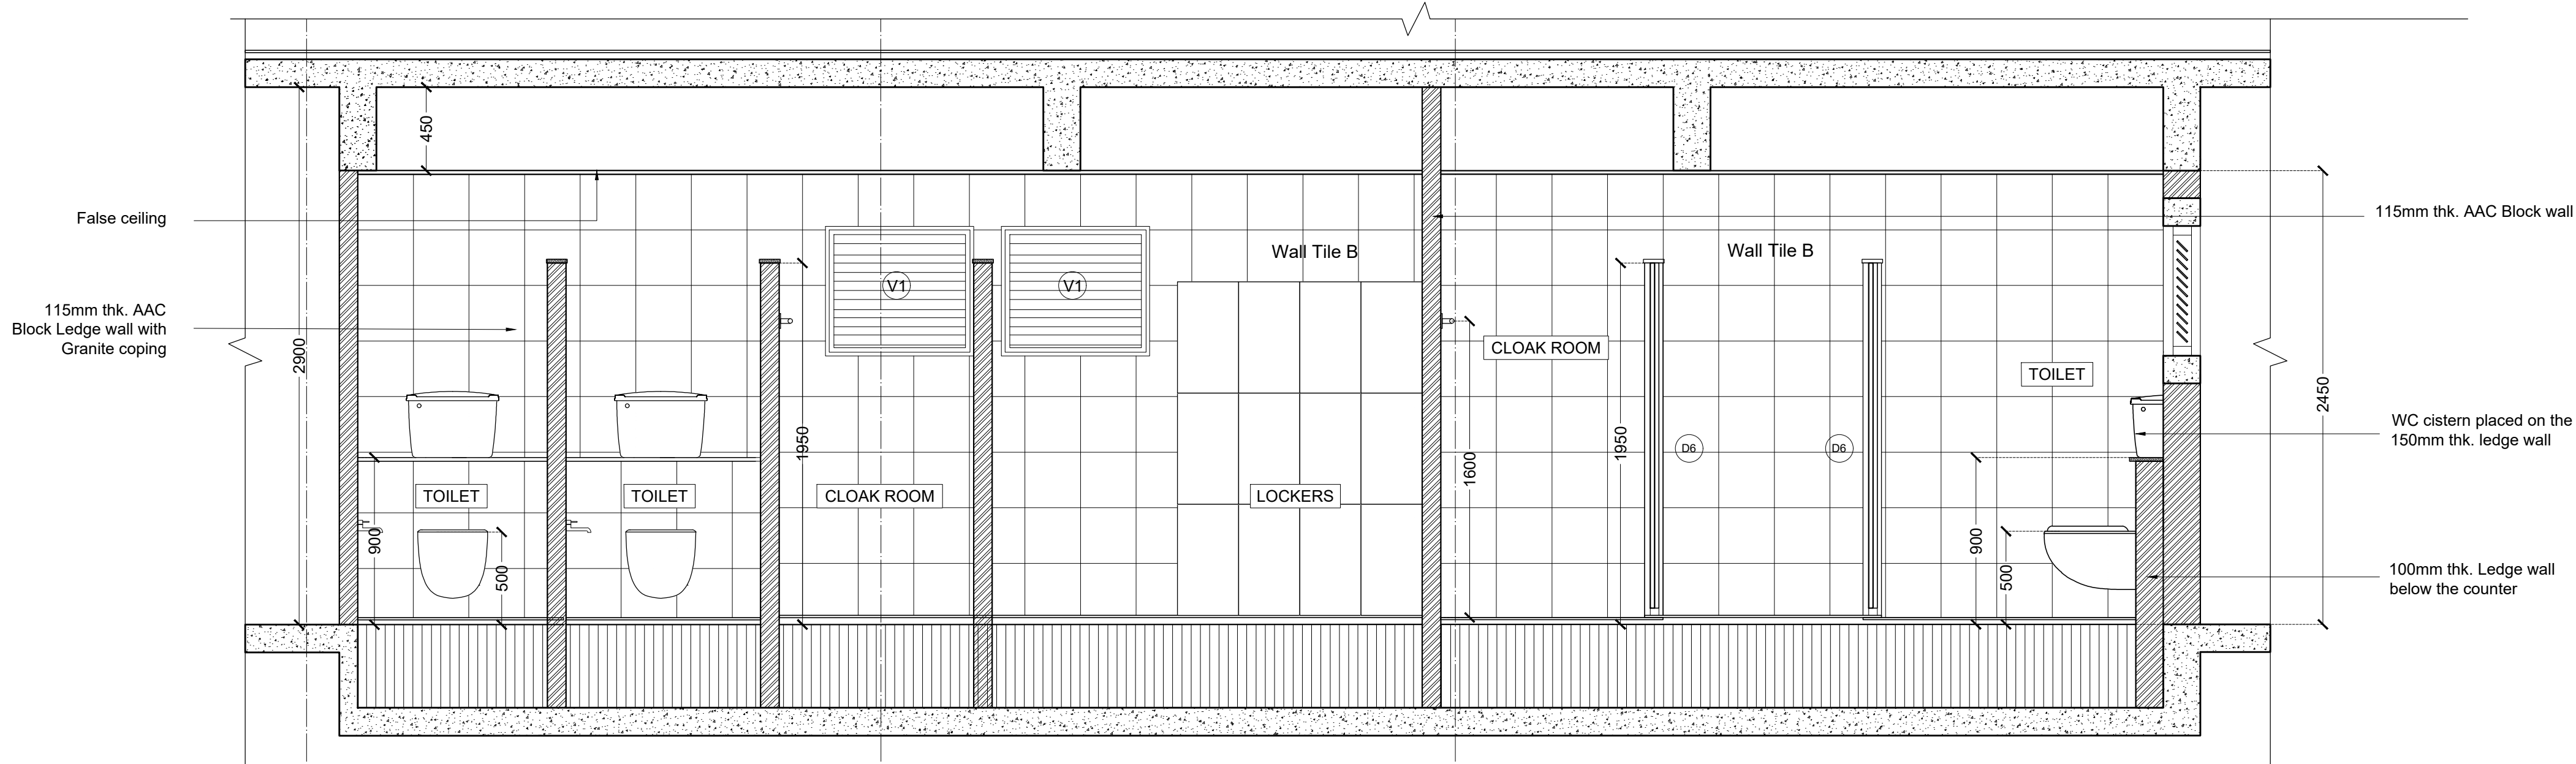 450
False ceiling
115mm thk. AAC Block wall
Wall Tile B
Wall Tile B
V1
V1
115mm thk. AAC
Block Ledge wall with
Granite coping
2900
CLOAK ROOM
TOILET
2450
WC cistern placed on the
150mm thk. ledge wall
1950
1950
1600
D6
D6
TOILET
TOILET
CLOAK ROOM
LOCKERS
900
500
900
500
100mm thk. Ledge wall
below the counter